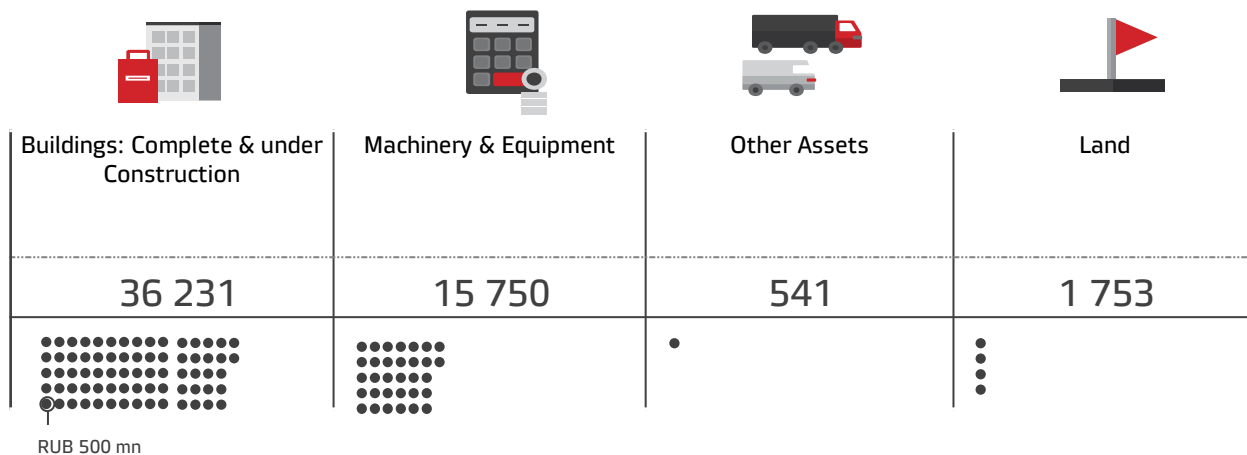 Buildings: Complete & under
Construction
Machinery & Equipment
Other Assets
Land
36 231
15 750
541
1 753
RUB 500 mn